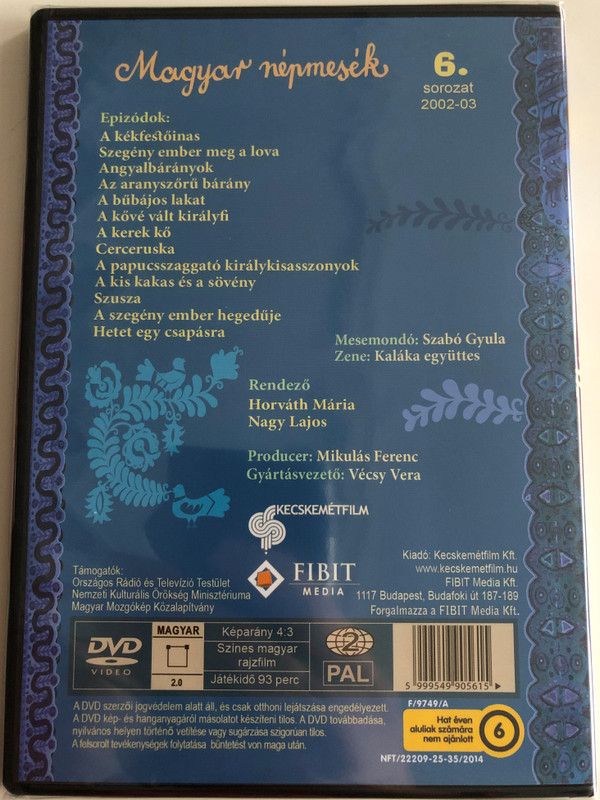 Magyar népmesék
6.
sorozat
2002-03
Epizódok:
A kékfestőinas
Szegény ember meg a lova
Angyalbárányok
Az aranyszőrű bárány
A bűbájos lakat
A kővé vált királyfi
A kerek kő
Cerceruska
A papucsszaggató királykisasszonyok
A kis kakas és a sövény
Szusza
A szegény ember hegedűje
Hetet egy csapásra
Mesemondó: Szabó Gyula
Zene: Kaláka együttes
Rendező
Horváth Mária
Nagy Lajos
Producer: Mikulás Ferenc
Gyártásvezető: Vécsy Vera
KECSKEMÉTFILM
FIBIT
MEDIA
Támogatók:
Országos Rádió és Televízió Testület
Nemzeti Kulturális Örökség Minisztériuma
Magyar Mozgókép Közalapítvány
Kiadó: Kecskemétfilm Kft.
www.kecskemetfilm.hu
FIBIT Media Kft.
1117 Budapest, Budafoki út 187-189
Forgalmazza a FIBIT Media Kft.
DVD
VIDEO
MAGYAR
2.0
Képarány 4:3
Színes magyar
rajzfilm
Játékidő 93 perc
2
PAL
5 999549 905615
A DVD szerzői jogvédelem alatt áll, és csak otthoni lejátszása engedélyezett.
A DVD kép- és hanganyagáról másolatot készíteni tilos. A DVD továbbadása,
nyilvános helyen történő vetítése vagy sugárzása szigorúan tilos.
A felsorolt tevékenységek folytatása büntetést von maga után.
F/9749/A
Hat éven
aluliak számára
nem ajánlott
6
NFT/22209-25-35/2014